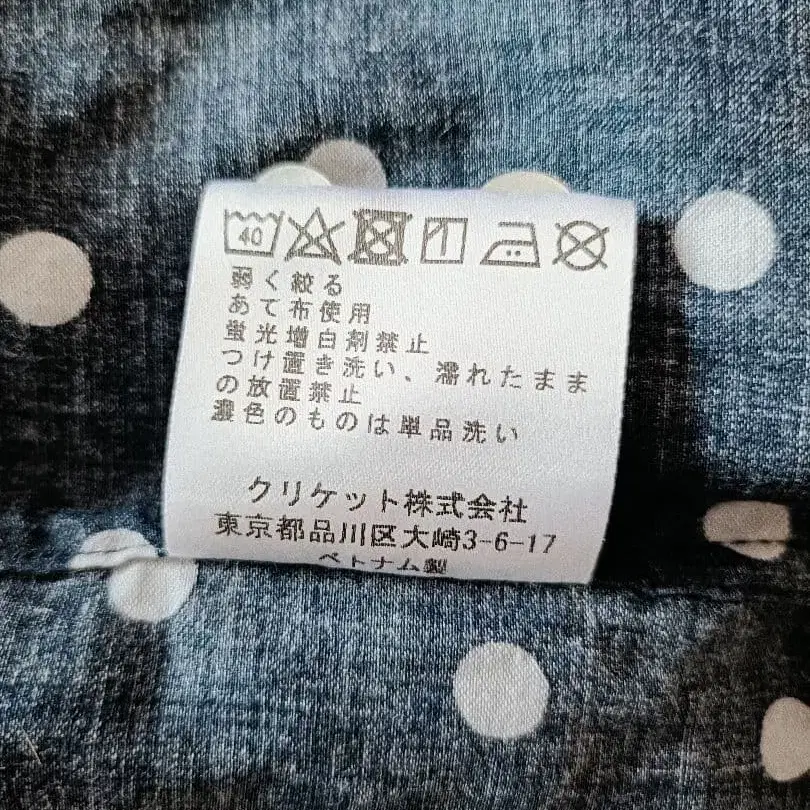 40
弱く絞る
あて布使用
蛍光増白剤禁止
つけ置き洗い、濡れたまま
の放置禁止
濃色のものは単品洗い
クリケット株式会社
東京都品川区大崎3-6-17
ベトナム製